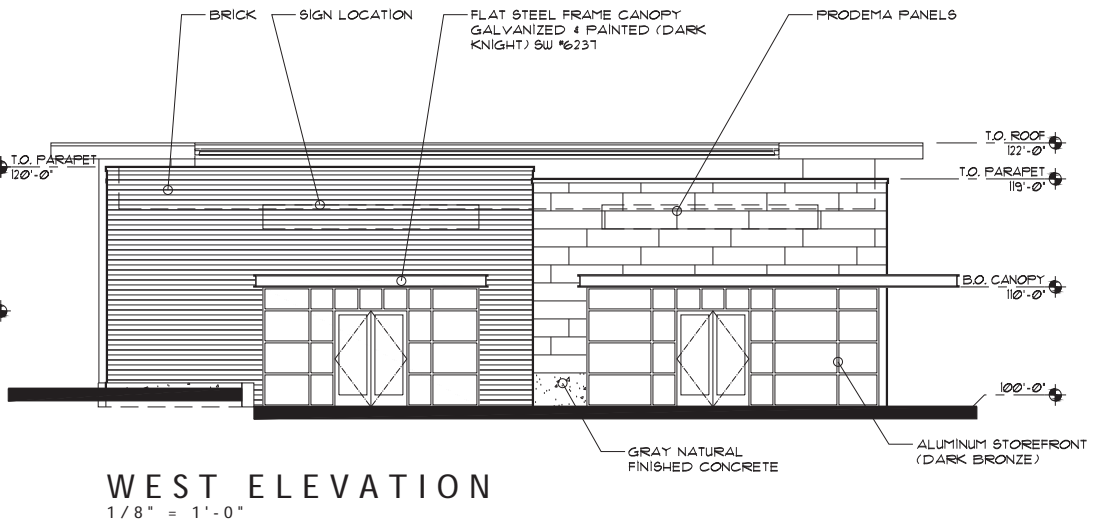 BRICK
SIGN LOCATION
FLAT STEEL FRAME CANOPY
GALVANIZED & PAINTED (DARK
KNIGHT) SW #6237
PRODEMA PANELS
T.O. PARAPET
120'-0"
T.O. ROOF
122'-0"
T.O. PARAPET
119'-0"
B.O. CANOPY
110'-0"
100'-0"
GRAY NATURAL
FINISHED CONCRETE
ALUMINUM STOREFRONT
(DARK BRONZE)
WEST ELEVATION
1/8" = 1'-0"